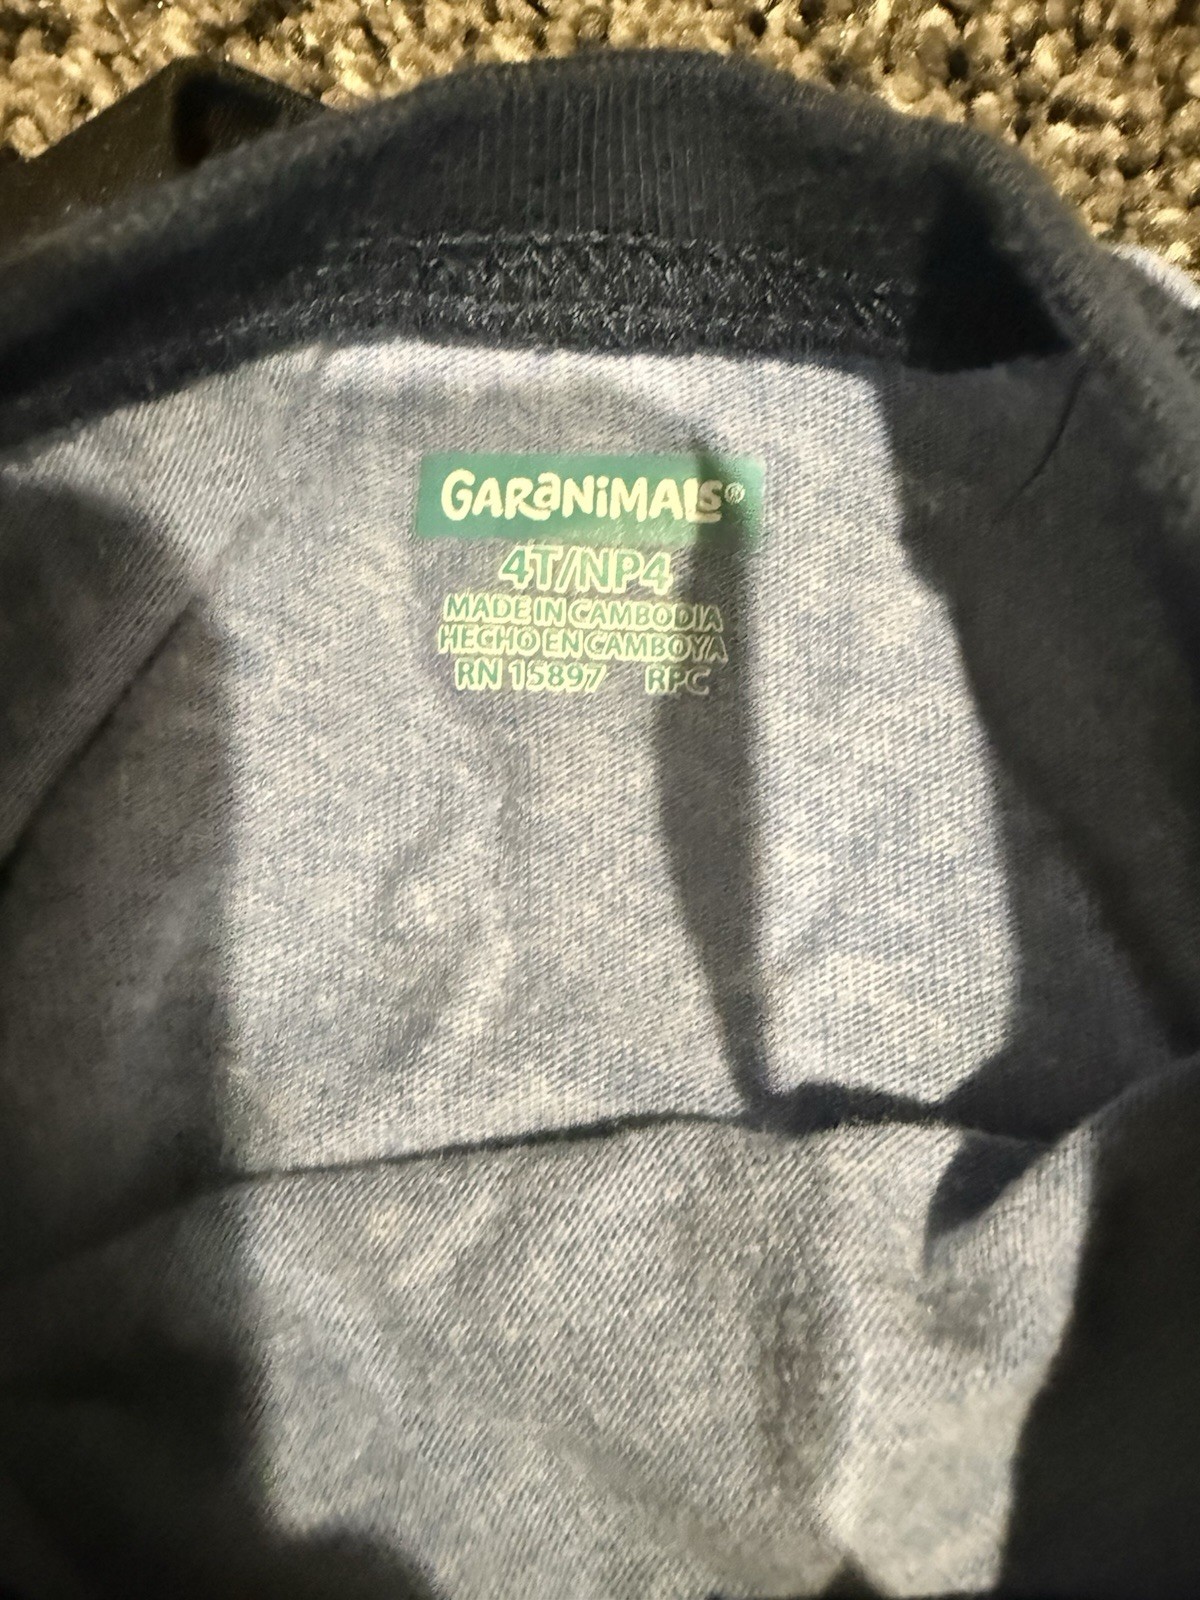 GARaNiMALS®
4T/NP4
MADE IN CAMBODIA
HECHO EN CAMBOYA
RN 15897 RPC